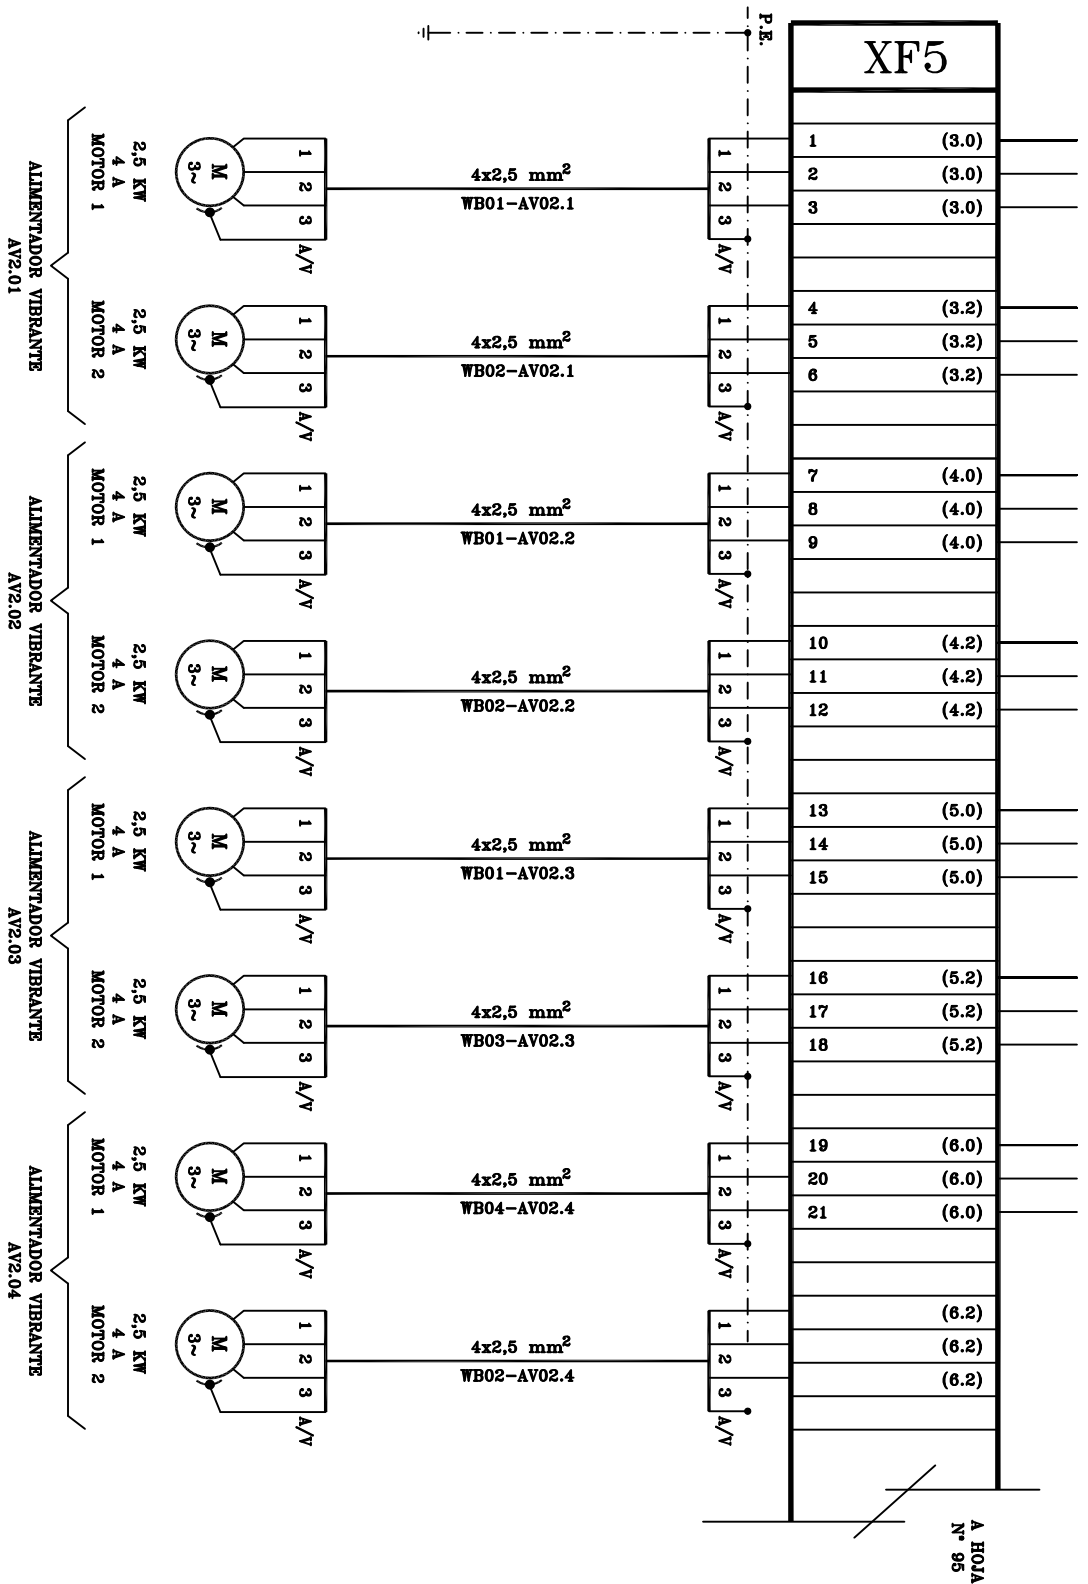 P.E.
XF5
1 (3.0)
2 (3.0)
3 (3.0)
4 (3.2)
5 (3.2)
6 (3.2)
7 (4.0)
8 (4.0)
9 (4.0)
10 (4.2)
11 (4.2)
12 (4.2)
13 (5.0)
14 (5.0)
15 (5.0)
16 (5.2)
17 (5.2)
18 (5.2)
19 (6.0)
20 (6.0)
21 (6.0)
(6.2)
(6.2)
(6.2)
A HOJA
N° 95
1 2 3 A/V
4x2,5 mm²
WB01-AV02.1
1 2 3 A/V
M
3~
2,5 KW
4 A
MOTOR 1
1 2 3 A/V
4x2,5 mm²
WB02-AV02.1
1 2 3 A/V
M
3~
2,5 KW
4 A
MOTOR 2
ALIMENTADOR VIBRANTE
AV2.01
1 2 3 A/V
4x2,5 mm²
WB01-AV02.2
1 2 3 A/V
M
3~
2,5 KW
4 A
MOTOR 1
1 2 3 A/V
4x2,5 mm²
WB02-AV02.2
1 2 3 A/V
M
3~
2,5 KW
4 A
MOTOR 2
ALIMENTADOR VIBRANTE
AV2.02
1 2 3 A/V
4x2,5 mm²
WB01-AV02.3
1 2 3 A/V
M
3~
2,5 KW
4 A
MOTOR 1
1 2 3 A/V
4x2,5 mm²
WB03-AV02.3
1 2 3 A/V
M
3~
2,5 KW
4 A
MOTOR 2
ALIMENTADOR VIBRANTE
AV2.03
1 2 3 A/V
4x2,5 mm²
WB04-AV02.4
1 2 3 A/V
M
3~
2,5 KW
4 A
MOTOR 1
1 2 3 A/V
4x2,5 mm²
WB02-AV02.4
1 2 3 A/V
M
3~
2,5 KW
4 A
MOTOR 2
ALIMENTADOR VIBRANTE
AV2.04